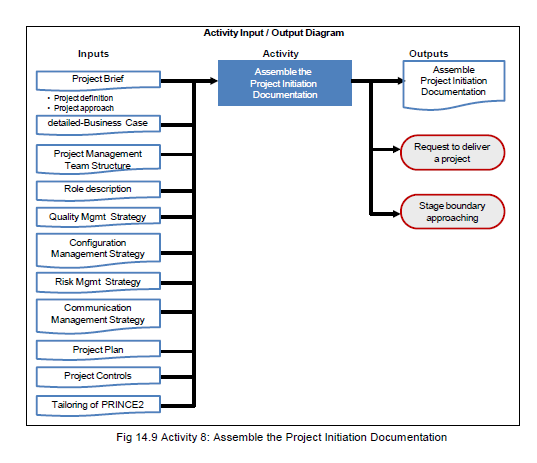 Activity Input / Output Diagram
Inputs
Activity
Outputs
Project Brief
• Project definition
• Project approach
detailed-Business Case
Project Management
Team Structure
Role description
Quality Mgmt Strategy
Configuration
Management Strategy
Risk Mgmt Strategy
Communication
Management Strategy
Project Plan
Project Controls
Tailoring of PRINCE2
Assemble the
Project Initiation
Documentation
Assemble
Project Initiation
Documentation
Request to deliver
a project
Stage boundary
approaching
Fig 14.9 Activity 8: Assemble the Project Initiation Documentation